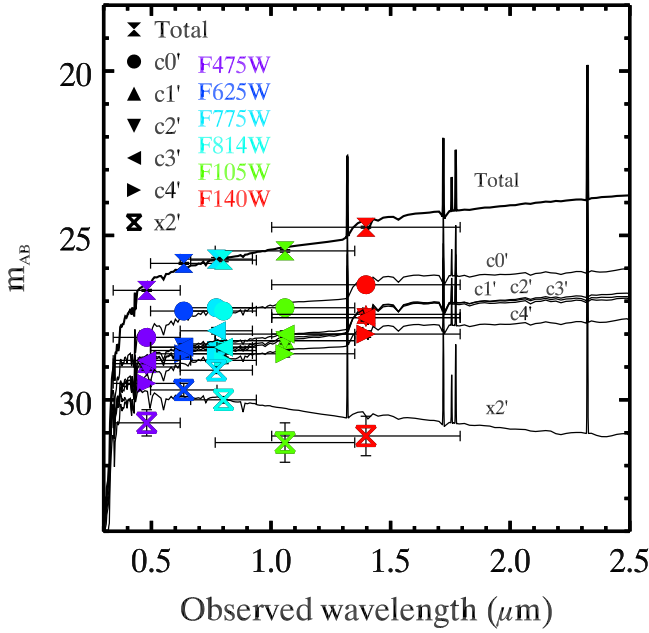 Total
c0' F475W
c1' F625W
c2' F775W
c3' F814W
c4' F105W
x2' F140W
20
25
30
m_AB
Total
c0'
c1' c2' c3'
c4'
x2'
0.5 1.0 1.5 2.0 2.5
Observed wavelength (μm)